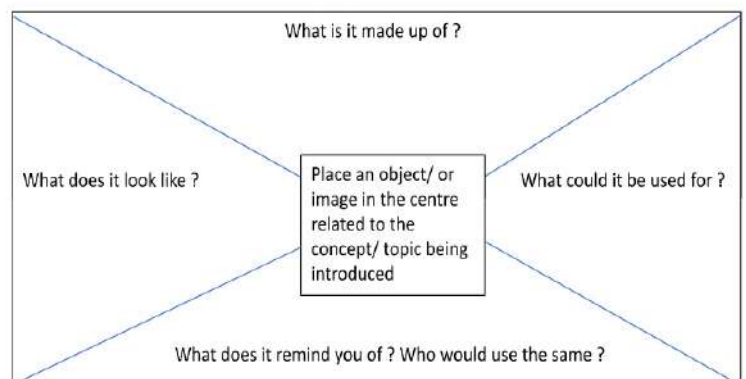 What is it made up of ?
What does it look like ?
Place an object/ or
image in the centre
related to the
concept/ topic being
introduced
What could it be used for ?
What does it remind you of ? Who would use the same ?